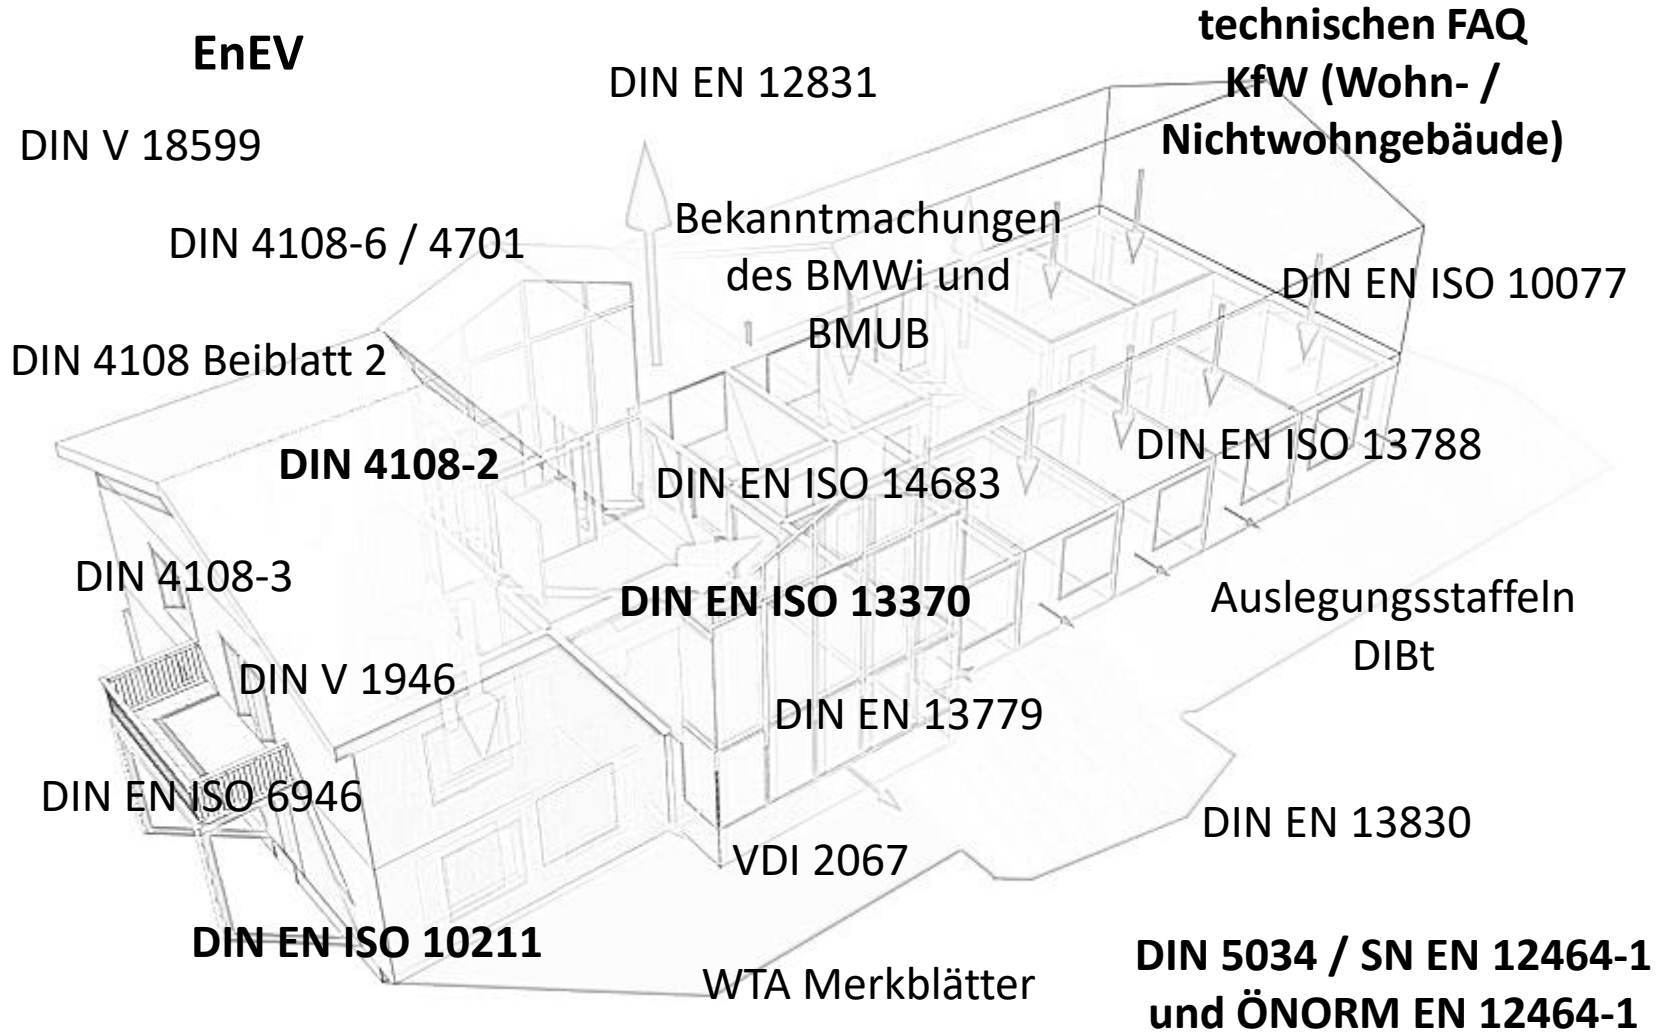 technischen FAQ
KfW (Wohn- /
Nichtwohngebäude)
EnEV
DIN EN 12831
DIN V 18599
Bekanntmachungen
des BMWi und
BMUB
DIN 4108-6 / 4701
DIN EN ISO 10077
DIN 4108 Beiblatt 2
DIN 4108-2
DIN EN ISO 14683
DIN EN ISO 13788
DIN 4108-3
DIN EN ISO 13370
Auslegungsstaffeln
DIBt
DIN V 1946
DIN EN 13779
DIN EN ISO 6946
DIN EN 13830
VDI 2067
DIN EN ISO 10211
WTA Merkblätter
DIN 5034 / SN EN 12464-1
und ÖNORM EN 12464-1